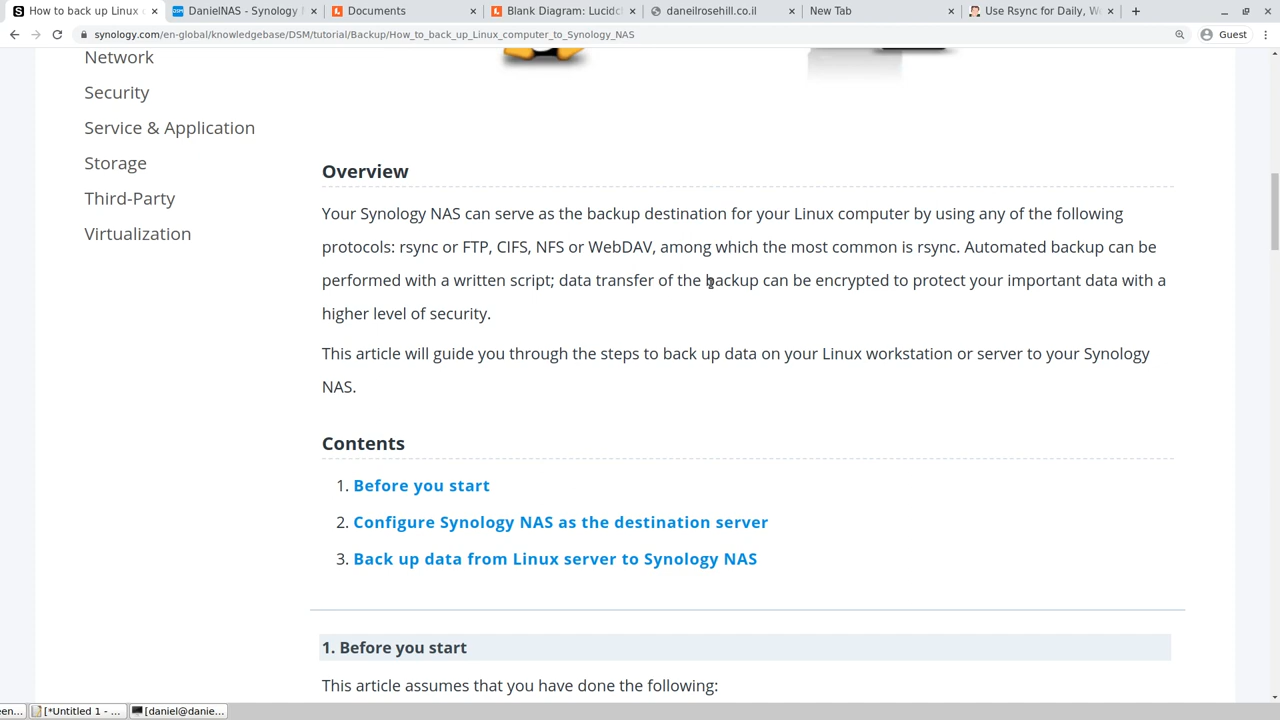 How to back up Linux
DanielNAS - Synology
Documents
Blank Diagram: Lucidch
daneilrosehill.co.il
New Tab
Use Rsync for Daily, W
synology.com/en-global/knowledgebase/DSM/tutorial/Backup/How_to_back_up_Linux_computer_to_Synology_NAS
Guest
Network
Security
Service & Application
Storage
Third-Party
Virtualization
Overview
Your Synology NAS can serve as the backup destination for your Linux computer by using any of the following
protocols: rsync or FTP, CIFS, NFS or WebDAV, among which the most common is rsync. Automated backup can be
performed with a written script; data transfer of the backup can be encrypted to protect your important data with a
higher level of security.
This article will guide you through the steps to back up data on your Linux workstation or server to your Synology
NAS.
Contents
1. Before you start
2. Configure Synology NAS as the destination server
3. Back up data from Linux server to Synology NAS
1. Before you start
This article assumes that you have done the following:
een...
[*Untitled 1 - ...
[daniel@danie...